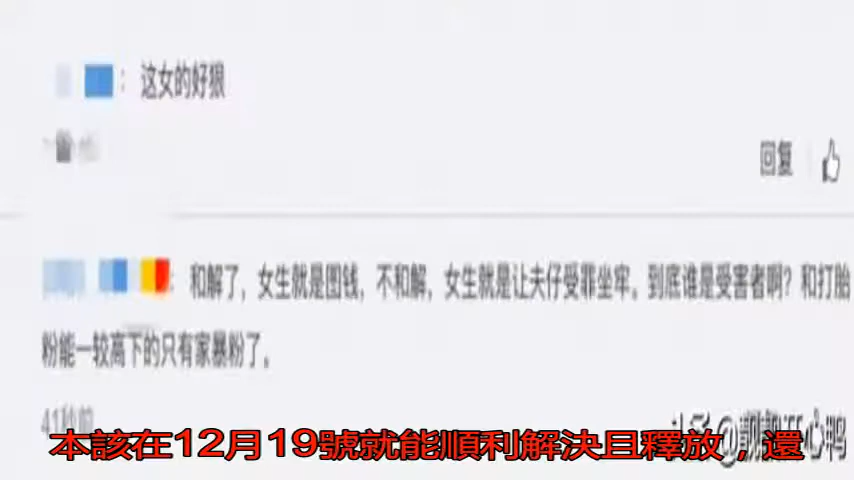 ：这女的好狠
回复
：和解了，女生就是图钱，不和解，女生就是让夫仔受罪坐牢。到底谁是受害者啊？和打胎
粉能一较高下的只有家暴粉了。
本該在12月19號就能順利解決且釋放，還